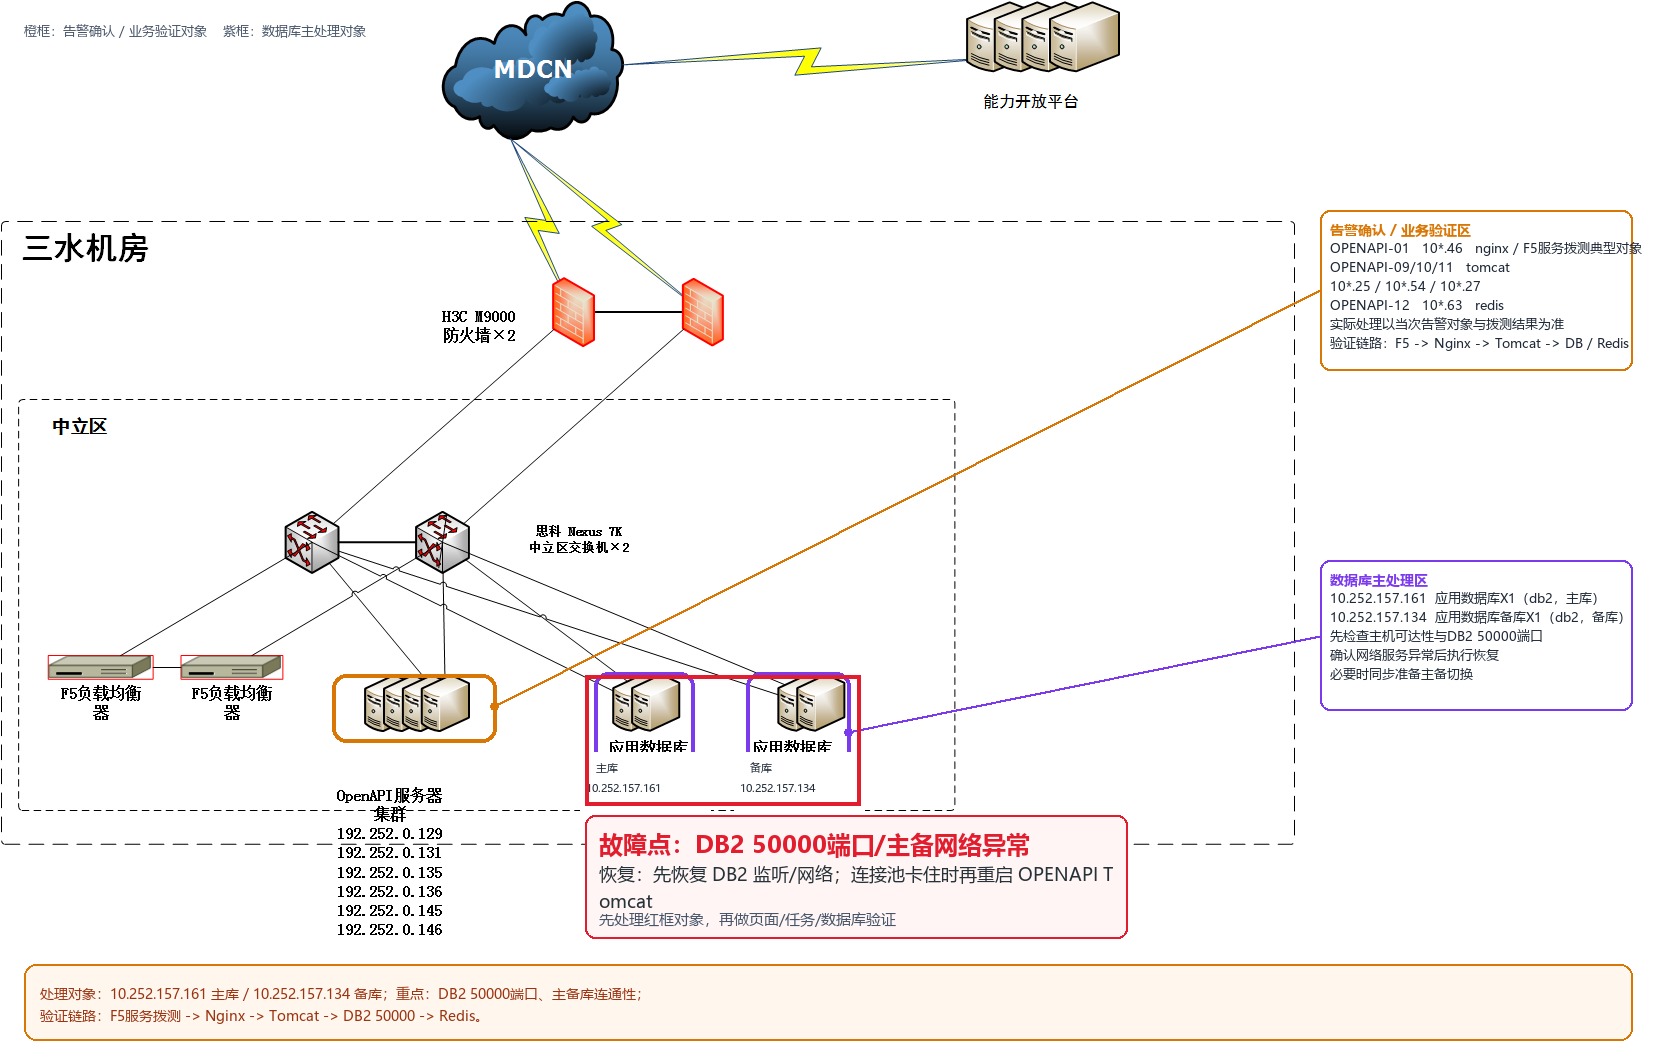 橙框：告警确认 / 业务验证对象    紫框：数据库主处理对象
MDCN
能力开放平台
三水机房
H3C M9000
防火墙×2
中立区
思科 Nexus 7K
中立区交换机×2
F5负载均衡
器
F5负载均衡
器
应用数据库
主库
10.252.157.161
应用数据库
备库
10.252.157.134
OpenAPI服务器
集群
192.252.0.129
192.252.0.131
192.252.0.135
192.252.0.136
192.252.0.145
192.252.0.146
告警确认 / 业务验证区
OPENAPI-01   10*.46   nginx / F5服务拨测典型对象
OPENAPI-09/10/11   tomcat
10*.25 / 10*.54 / 10*.27
OPENAPI-12   10*.63   redis
实际处理以当次告警对象与拨测结果为准
验证链路：F5 -> Nginx -> Tomcat -> DB / Redis
数据库主处理区
10.252.157.161  应用数据库X1（db2，主库）
10.252.157.134  应用数据库备库X1（db2，备库）
先检查主机可达性与DB2 50000端口
确认网络服务异常后执行恢复
必要时同步准备主备切换
故障点：DB2 50000端口/主备网络异常
恢复：先恢复 DB2 监听/网络；连接池卡住时再重启 OPENAPI T
omcat
先处理红框对象，再做页面/任务/数据库验证
处理对象：10.252.157.161 主库 / 10.252.157.134 备库；重点：DB2 50000端口、主备库连通性；
验证链路：F5服务拨测 -> Nginx -> Tomcat -> DB2 50000 -> Redis。